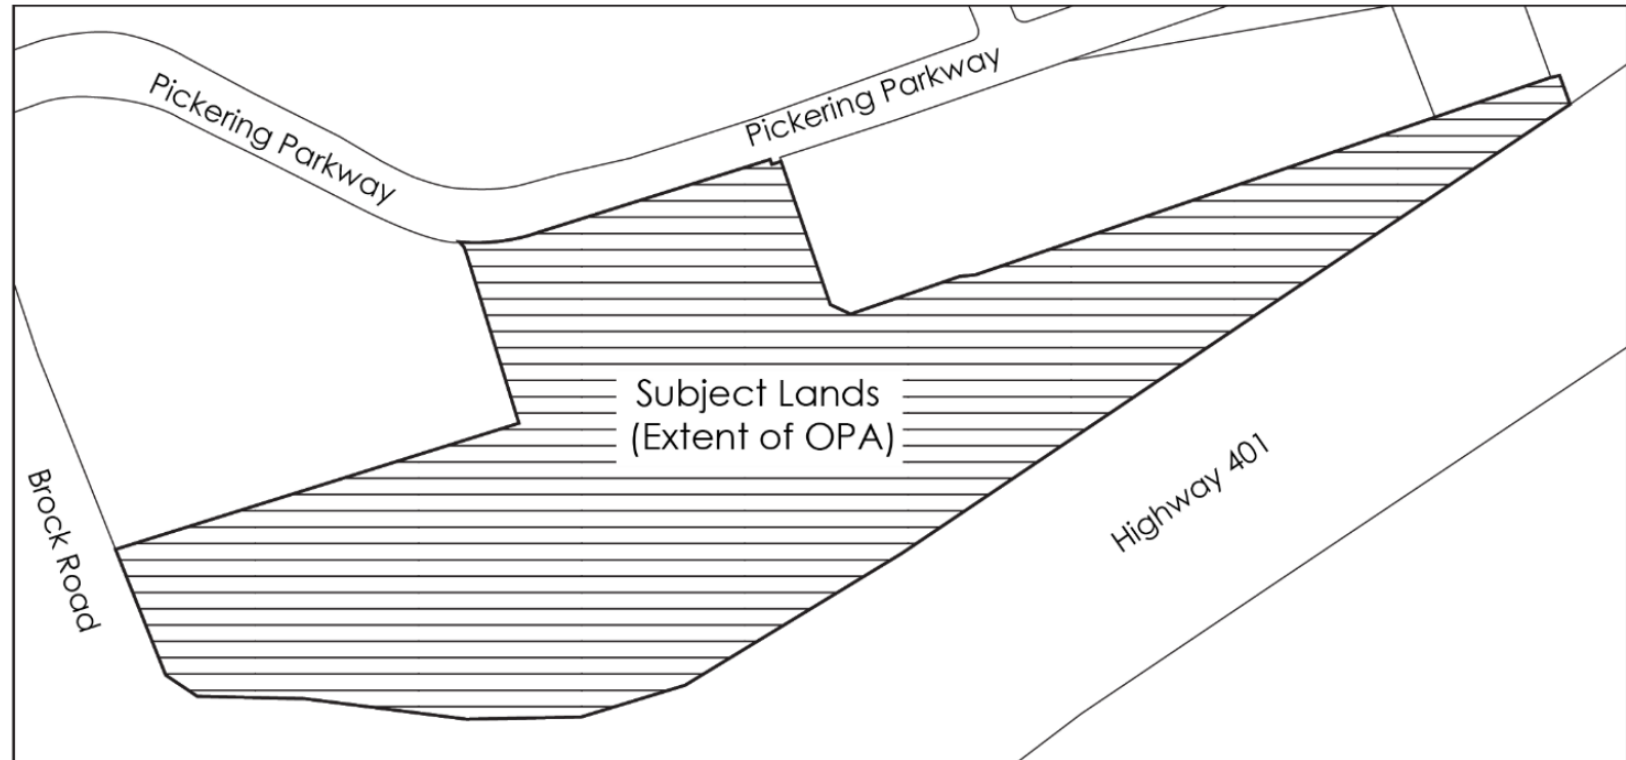 Pickering Parkway
Pickering Parkway
Subject Lands
(Extent of OPA)
Highway 401
Brock Road